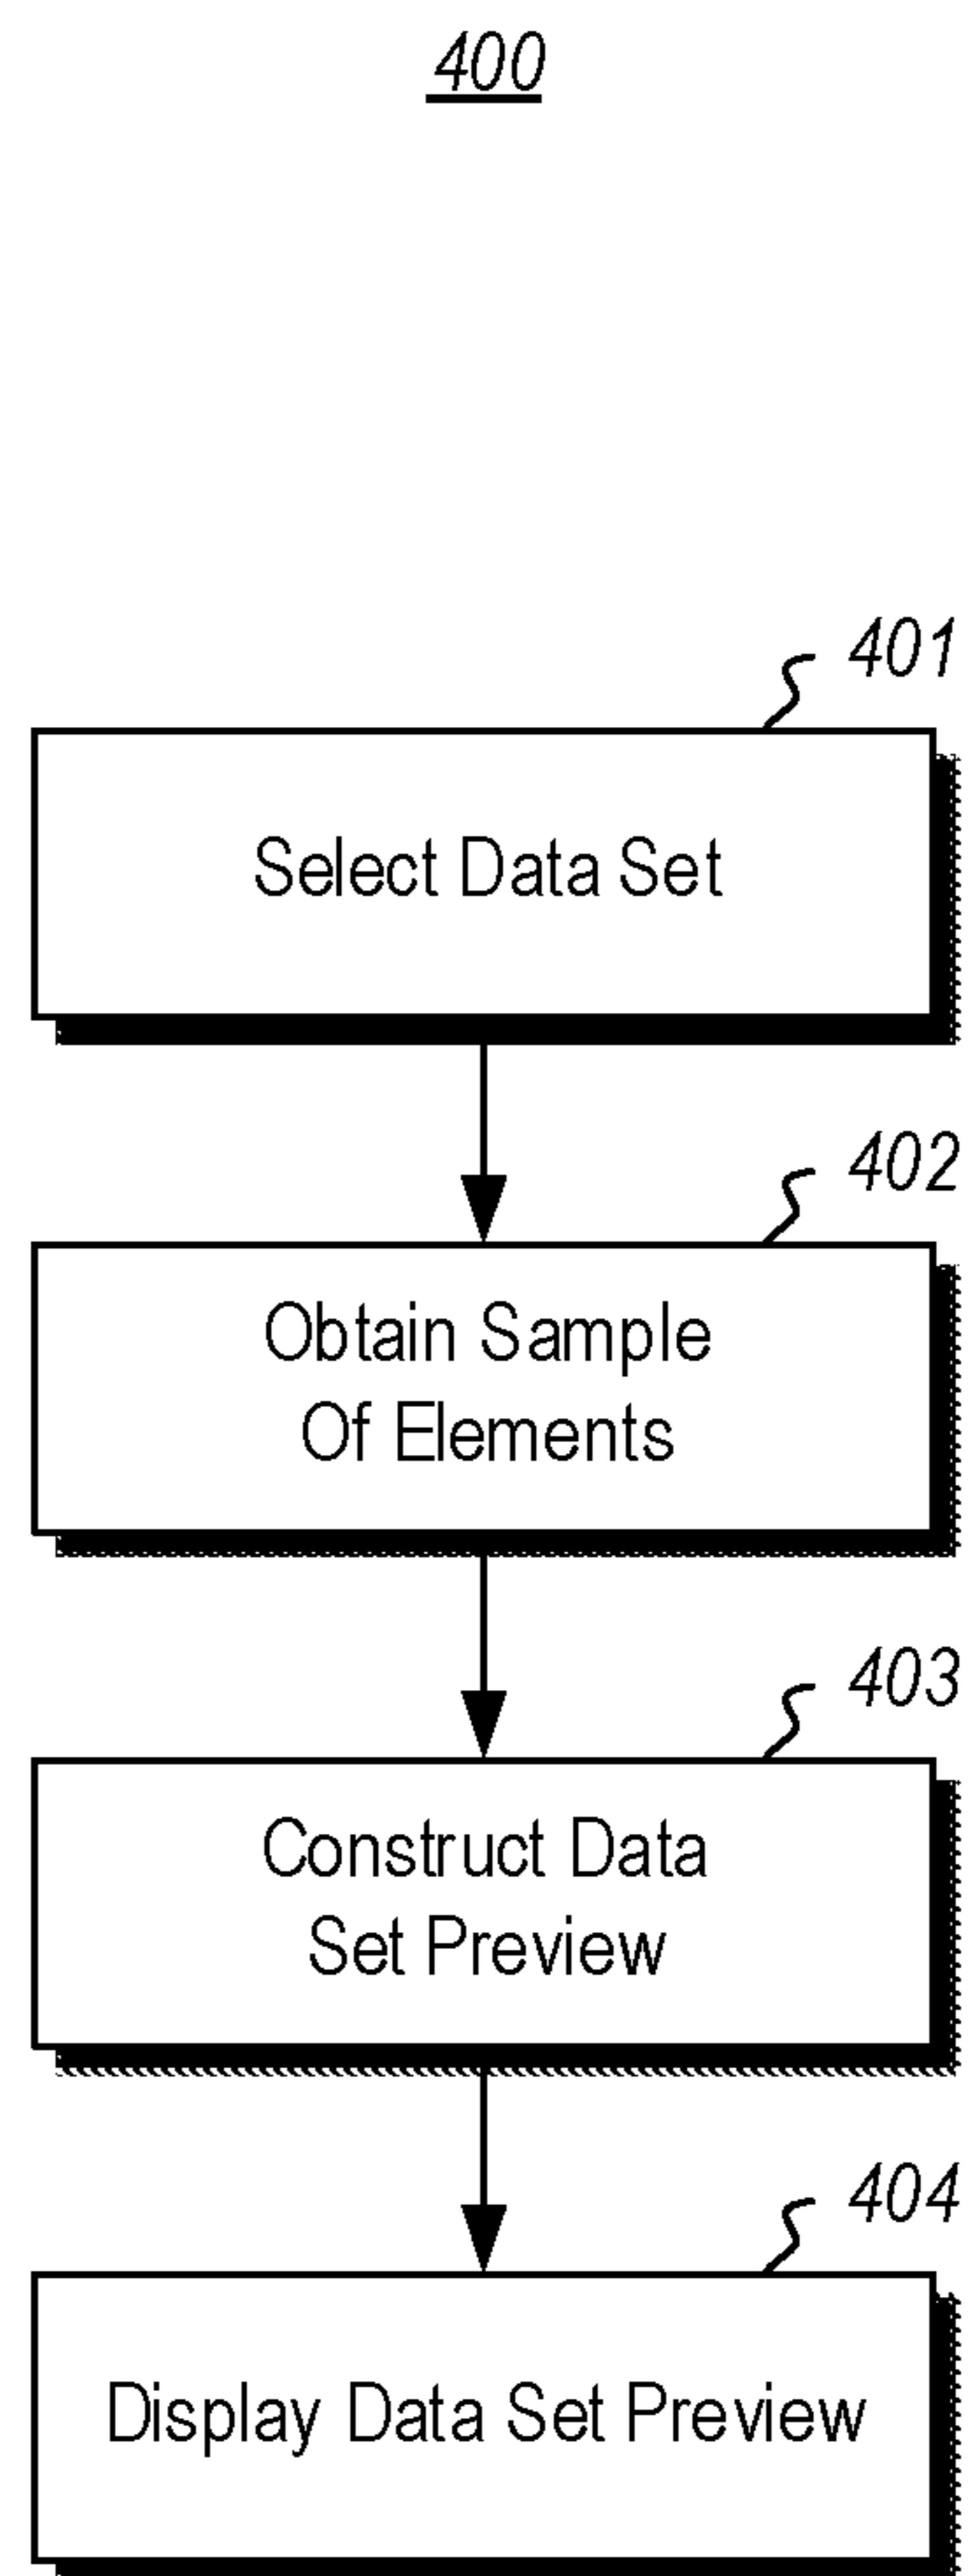 400
401
Select Data Set
402
Obtain Sample
Of Elements
403
Construct Data
Set Preview
404
Display Data Set Preview